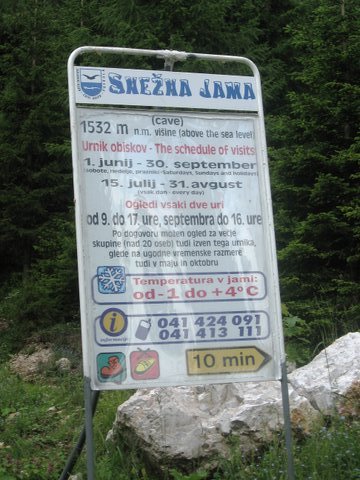 SNEŽNA JAMA
(cave)
1532 m n.m. višine (above the sea level)
Urnik obiskov - The schedule of visits
1. junij - 30. september
(sobote, nedelje, prazniki - Saturdays, sundays and holidays)
15. julij - 31. avgust
(vsak dan - every day)
Ogledi vsaki dve uri
od 9. do 17. ure, septembra do 16. ure
Po dogovoru možen ogled za večje
skupine (nad 20 oseb) tudi izven tega urnika,
glede na ugodne vremenske razmere
tudi v maju in oktobru
Temperatura v jami:
od -1 do +4°C
informacije
041 424 091
041 413 111
10 min